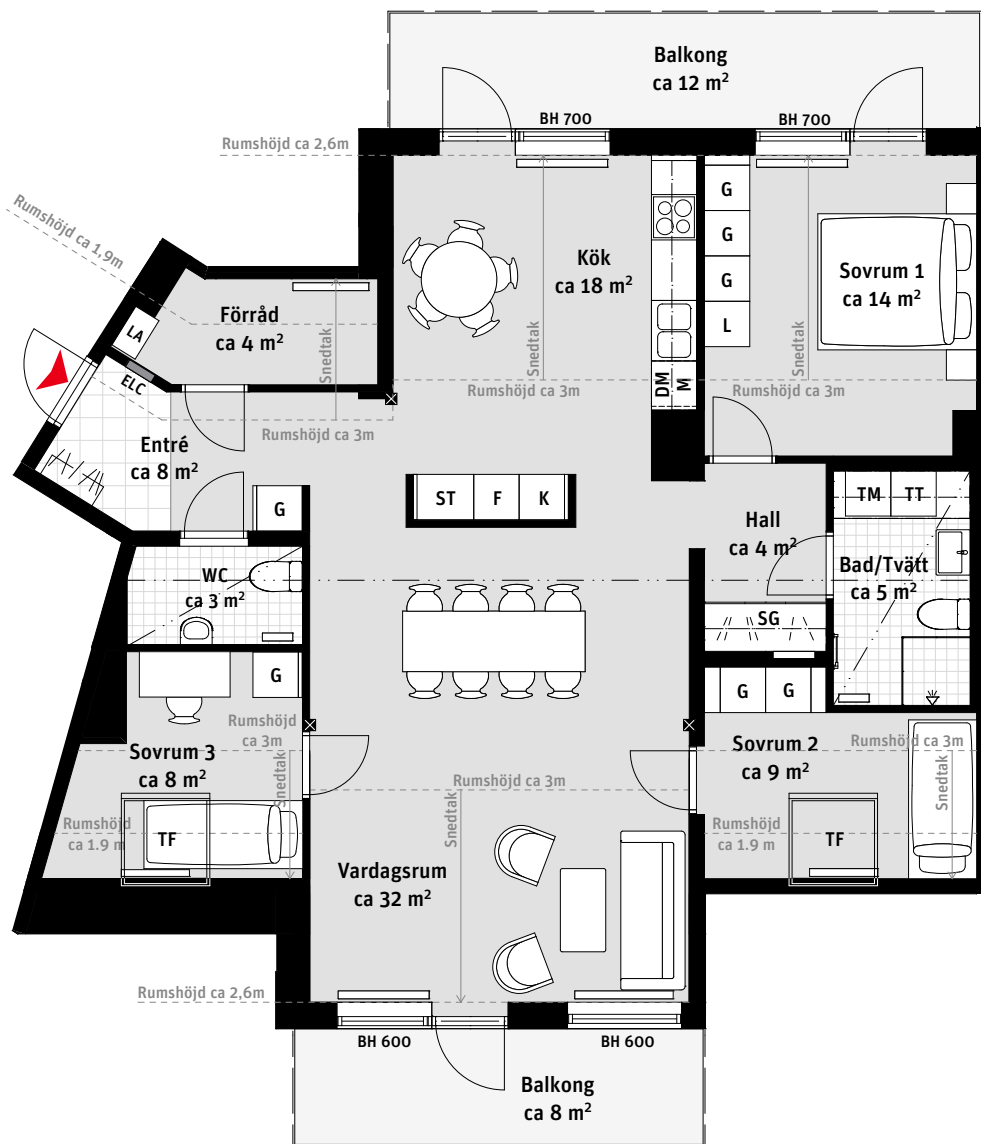 Balkong
ca 12 m²
BH 700
BH 700
Rumshöjd ca 2,6m
Rumshöjd ca 1,9m
G
G
G
L
Kök
ca 18 m²
Sovrum 1
ca 14 m²
Förråd
ca 4 m²
LA
ELC
Snedtak
Snedtak
Snedtak
DM
M
Rumshöjd ca 3m
Rumshöjd ca 3m
Rumshöjd ca 3m
Entré
ca 8 m²
G
ST
F
K
Hall
ca 4 m²
TM
TT
Bad/Tvätt
ca 5 m²
WC
ca 3 m²
SG
G
G
G
Rumshöjd
ca 3m
Sovrum 3
ca 8 m²
Snedtak
Rumshöjd
ca 1.9 m
TF
Rumshöjd ca 3m
Snedtak
Vardagsrum
ca 32 m²
Sovrum 2
ca 9 m²
Rumshöjd ca 3m
Snedtak
Rumshöjd
ca 1.9 m
TF
Rumshöjd ca 2,6m
BH 600
BH 600
Balkong
ca 8 m²